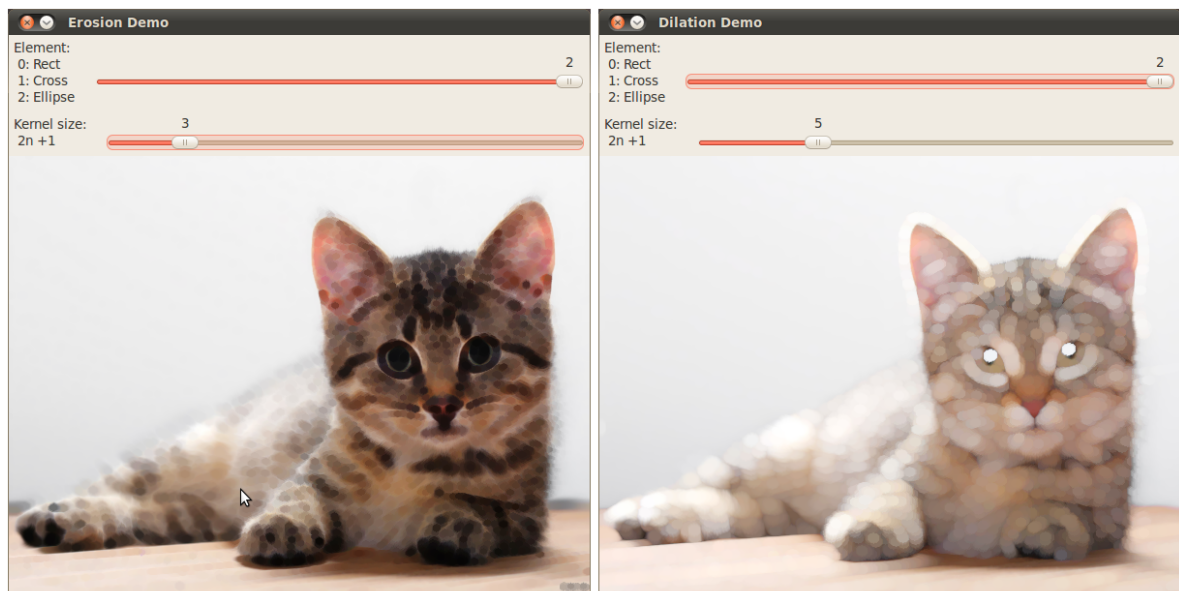 Erosion Demo
Element:
0: Rect
2
1: Cross
2: Ellipse
Kernel size:
3
2n +1
Dilation Demo
Element:
0: Rect
2
1: Cross
2: Ellipse
Kernel size:
5
2n +1